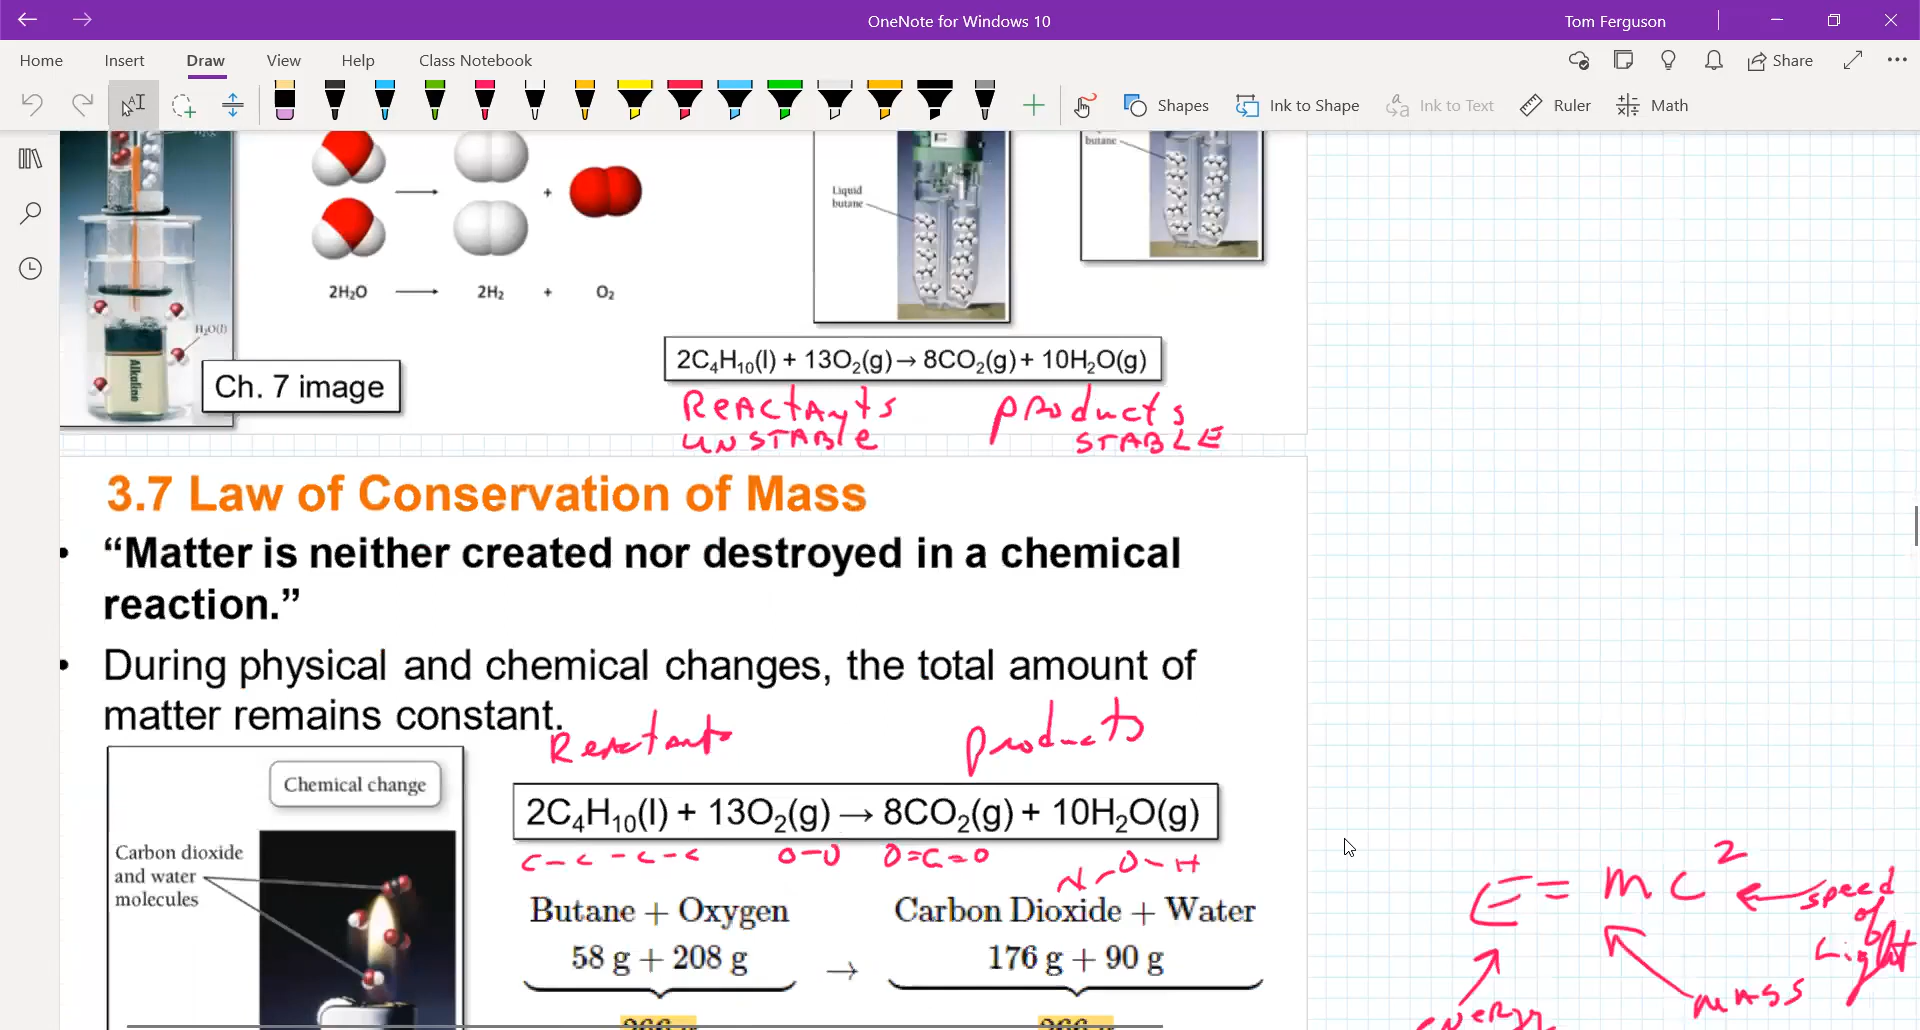 OneNote for Windows 10
Tom Ferguson
Home Insert Draw View Help Class Notebook
Share
Shapes Ink to Shape Ink to Text Ruler Math
butane
Liquid
butane
2H₂O → 2H₂ + O₂
H₂O(l)
Alkaline
Ch. 7 image
2C₄H₁₀(l) + 13O₂(g) → 8CO₂(g) + 10H₂O(g)
Reactants products
unstable STABLE
3.7 Law of Conservation of Mass
• “Matter is neither created nor destroyed in a chemical
reaction.”
• During physical and chemical changes, the total amount of
matter remains constant.
Reactants products
Chemical change
2C₄H₁₀(l) + 13O₂(g) → 8CO₂(g) + 10H₂O(g)
C-C-C-C O-O O=C=O
H-O-H
Carbon dioxide
and water
molecules
Butane + Oxygen Carbon Dioxide + Water
58 g + 208 g → 176 g + 90 g
266 g 266 g
E = mc² ← speed
of
Light
mass
energy